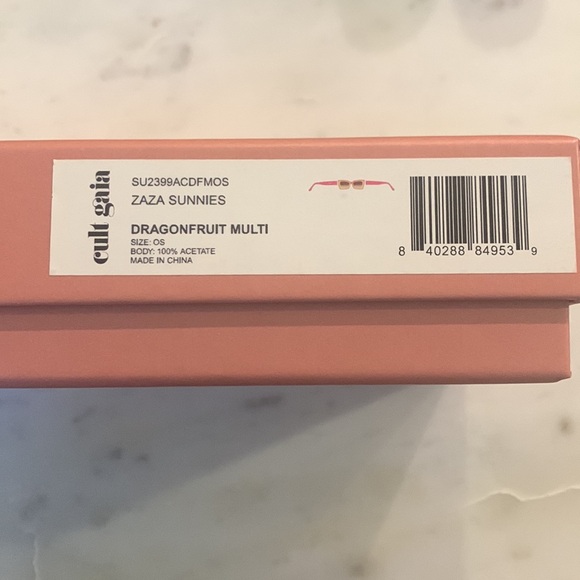 cult gaia
SU2399ACDFMOS
ZAZA SUNNIES
DRAGONFRUIT MULTI
SIZE: OS
BODY: 100% ACETATE
MADE IN CHINA
8 40288 84953 9